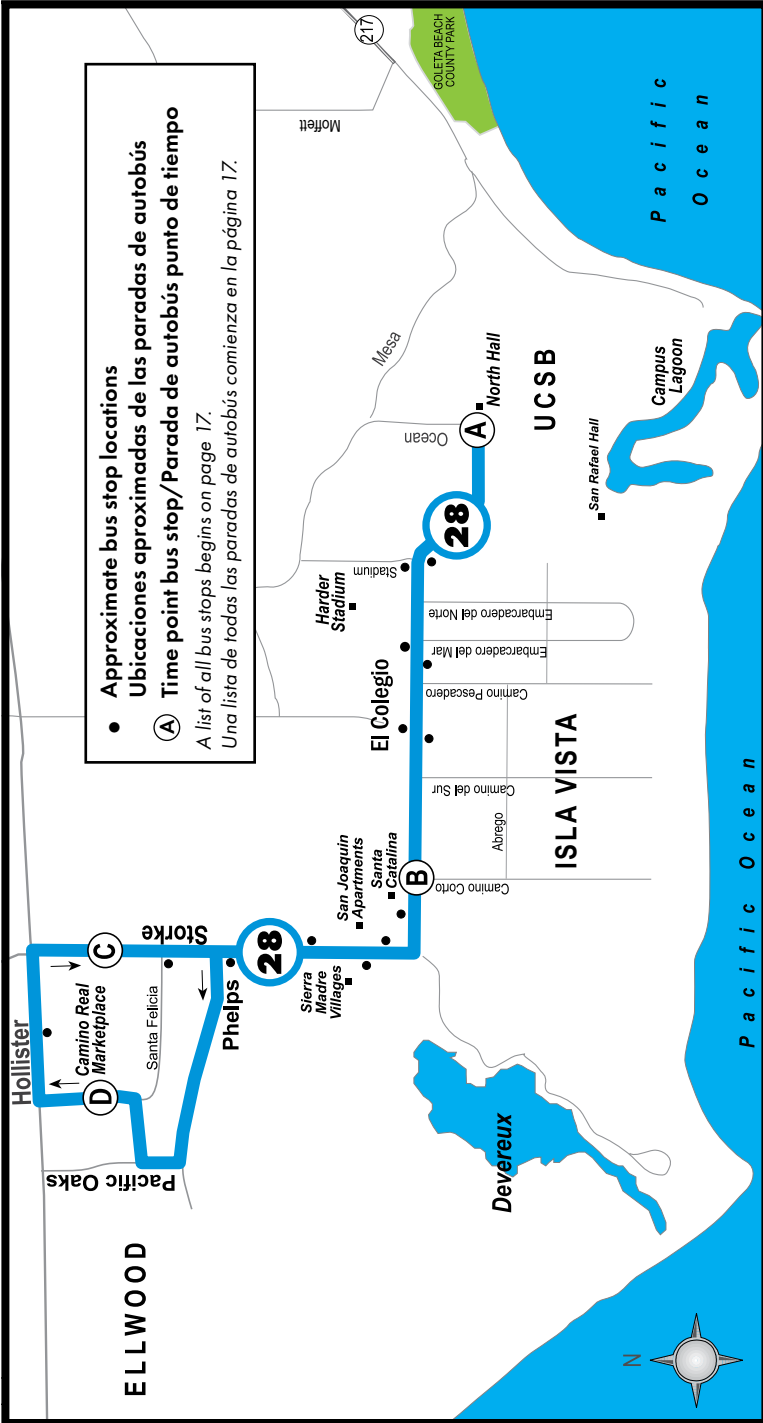 Approximate bus stop locations
Ubicaciones aproximadas de las paradas de autobús
A Time point bus stop/Parada de autobús punto de tiempo
A list of all bus stops begins on page 17.
Una lista de todas las paradas de autobús comienza en la página 17.
217
Moffett
GOLETA BEACH
COUNTY PARK
Pacific
Ocean
Mesa
Ocean
A
North Hall
UCSB
Campus
Lagoon
San Rafael Hall
28
Stadium
Harder
Stadium
El Colegio
Embarcadero del Norte
Embarcadero del Mar
Camino Pescadero
Camino del Sur
Abrego
Camino Corto
ISLA VISTA
B
Santa
Catalina
San Joaquin
Apartments
Sierra
Madre
Villages
28
Storke
Phelps
C
Hollister
Camino Real
Marketplace
Santa Felicia
D
Pacific Oaks
ELLWOOD
Devereux
Pacific Ocean
N